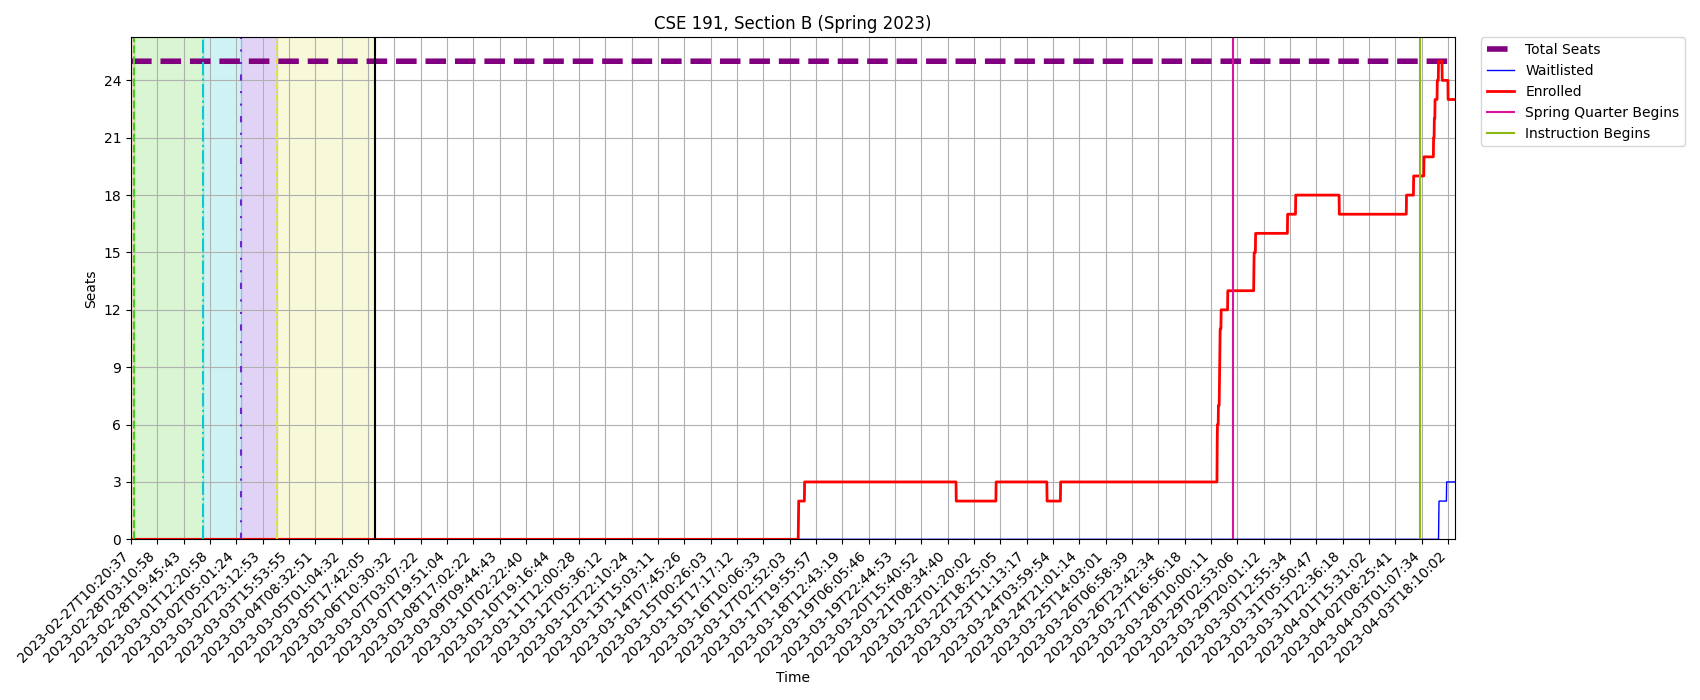 CSE 191, Section B (Spring 2023)
Total Seats
Waitlisted
Enrolled
Spring Quarter Begins
Instruction Begins
Seats
24
21
18
15
12
9
6
3
0
2023-02-27T10:20:37
2023-02-28T03:10:58
2023-02-28T19:45:43
2023-03-01T12:20:58
2023-03-02T05:01:24
2023-03-02T23:12:53
2023-03-03T15:53:55
2023-03-04T08:32:51
2023-03-05T01:04:32
2023-03-05T17:42:05
2023-03-06T10:30:32
2023-03-07T03:07:22
2023-03-07T19:51:04
2023-03-08T17:02:22
2023-03-09T09:44:43
2023-03-10T02:22:40
2023-03-10T19:16:44
2023-03-11T12:00:28
2023-03-12T05:36:12
2023-03-12T22:10:24
2023-03-13T15:03:11
2023-03-14T07:45:26
2023-03-15T00:26:03
2023-03-15T17:17:12
2023-03-16T10:06:33
2023-03-17T02:52:03
2023-03-17T19:55:57
2023-03-18T12:43:19
2023-03-19T06:05:46
2023-03-19T22:44:53
2023-03-20T15:40:52
2023-03-21T08:34:40
2023-03-22T01:20:02
2023-03-22T18:25:05
2023-03-23T11:13:17
2023-03-24T03:59:54
2023-03-24T21:01:14
2023-03-25T14:03:01
2023-03-26T06:58:39
2023-03-26T23:42:34
2023-03-27T16:56:18
2023-03-28T10:00:11
2023-03-29T02:53:06
2023-03-29T20:01:12
2023-03-30T12:55:34
2023-03-31T05:50:47
2023-03-31T22:36:18
2023-04-01T15:31:02
2023-04-02T08:25:41
2023-04-03T01:07:34
2023-04-03T18:10:02
Time